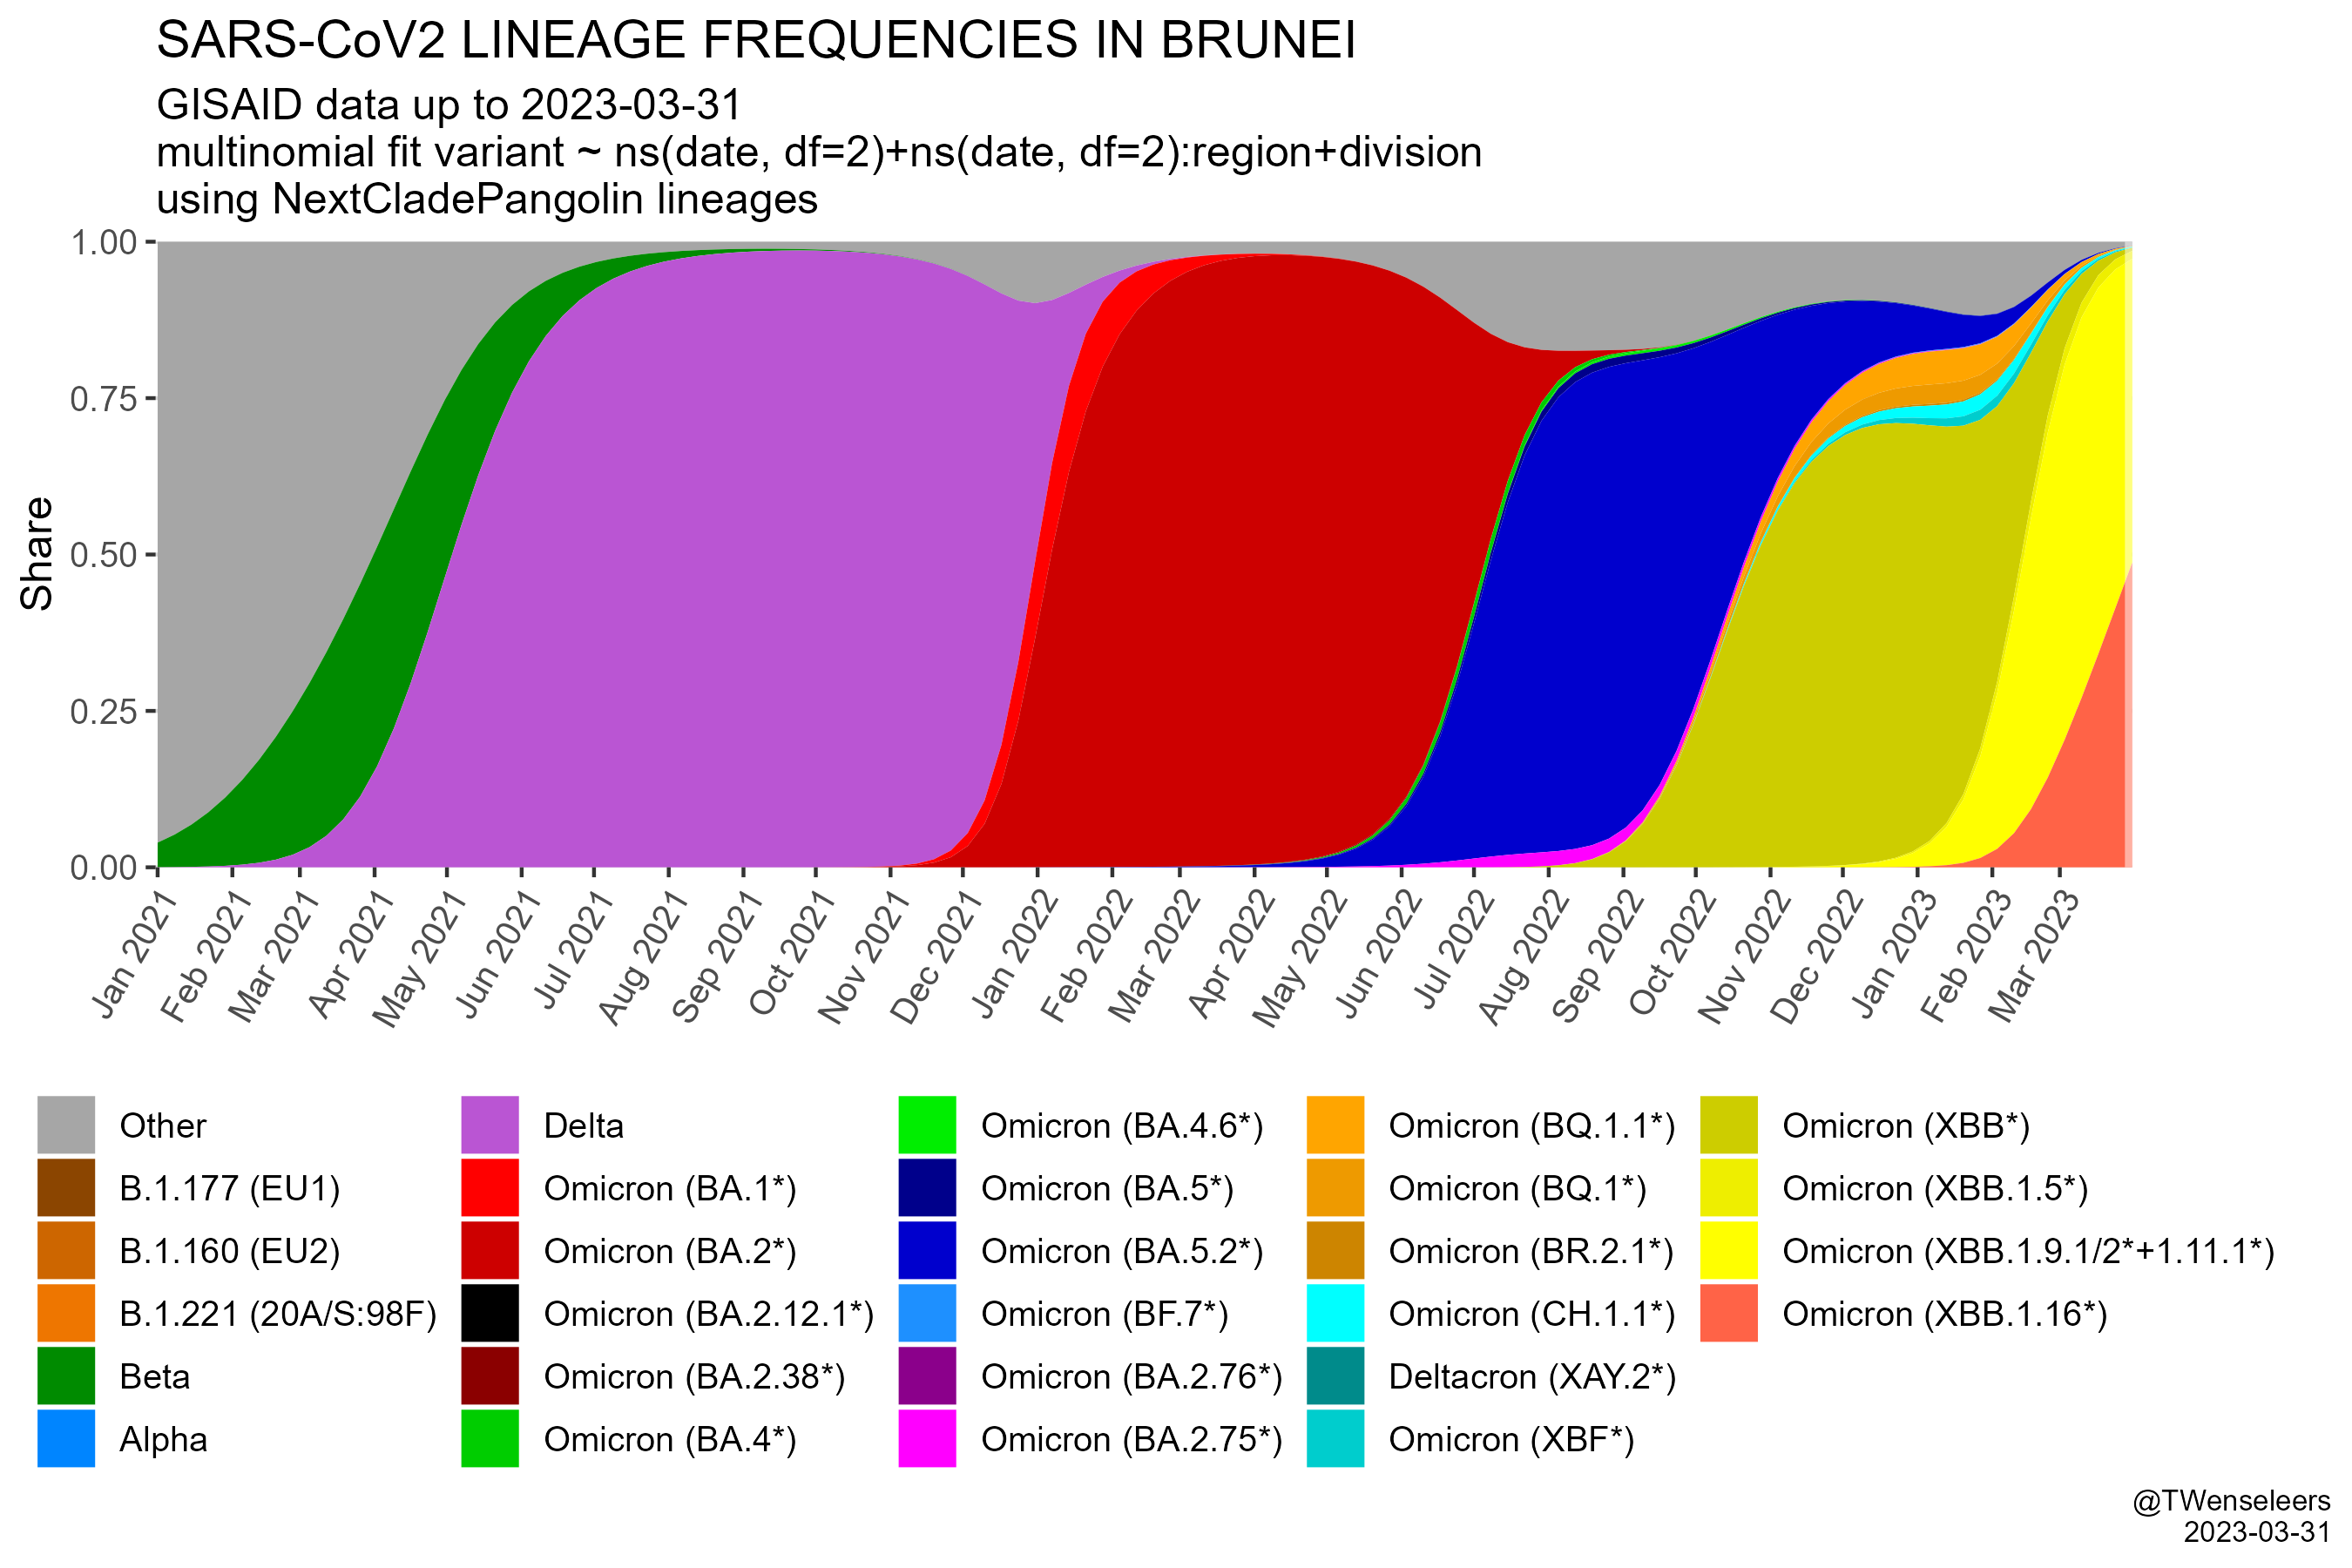 SARS-CoV2 LINEAGE FREQUENCIES IN BRUNEI
GISAID data up to 2023-03-31
multinomial fit variant ~ ns(date, df=2)+ns(date, df=2):region+division
using NextCladePangolin lineages
Share
1.00
0.75
0.50
0.25
0.00
Jan 2021
Feb 2021
Mar 2021
Apr 2021
May 2021
Jun 2021
Jul 2021
Aug 2021
Sep 2021
Oct 2021
Nov 2021
Dec 2021
Jan 2022
Feb 2022
Mar 2022
Apr 2022
May 2022
Jun 2022
Jul 2022
Aug 2022
Sep 2022
Oct 2022
Nov 2022
Dec 2022
Jan 2023
Feb 2023
Mar 2023
Other
B.1.177 (EU1)
B.1.160 (EU2)
B.1.221 (20A/S:98F)
Beta
Alpha
Delta
Omicron (BA.1*)
Omicron (BA.2*)
Omicron (BA.2.12.1*)
Omicron (BA.2.38*)
Omicron (BA.4*)
Omicron (BA.4.6*)
Omicron (BA.5*)
Omicron (BA.5.2*)
Omicron (BF.7*)
Omicron (BA.2.76*)
Omicron (BA.2.75*)
Omicron (BQ.1.1*)
Omicron (BQ.1*)
Omicron (BR.2.1*)
Omicron (CH.1.1*)
Deltacron (XAY.2*)
Omicron (XBF*)
Omicron (XBB*)
Omicron (XBB.1.5*)
Omicron (XBB.1.9.1/2*+1.11.1*)
Omicron (XBB.1.16*)
@TWenseleers
2023-03-31